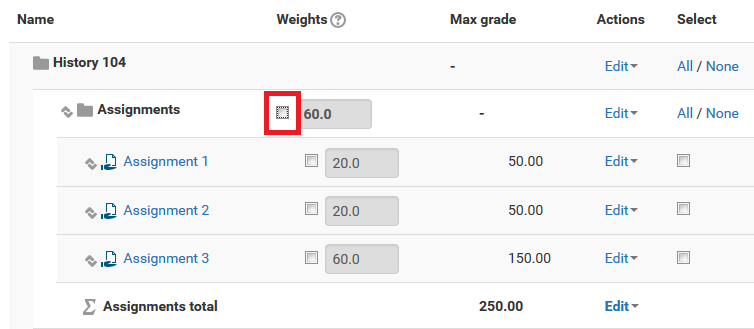 Name Weights ? Max grade Actions Select
History 104 - Edit All / None
Assignments 60.0 - Edit All / None
Assignment 1 20.0 50.00 Edit
Assignment 2 20.0 50.00 Edit
Assignment 3 60.0 150.00 Edit
Σ Assignments total 250.00 Edit